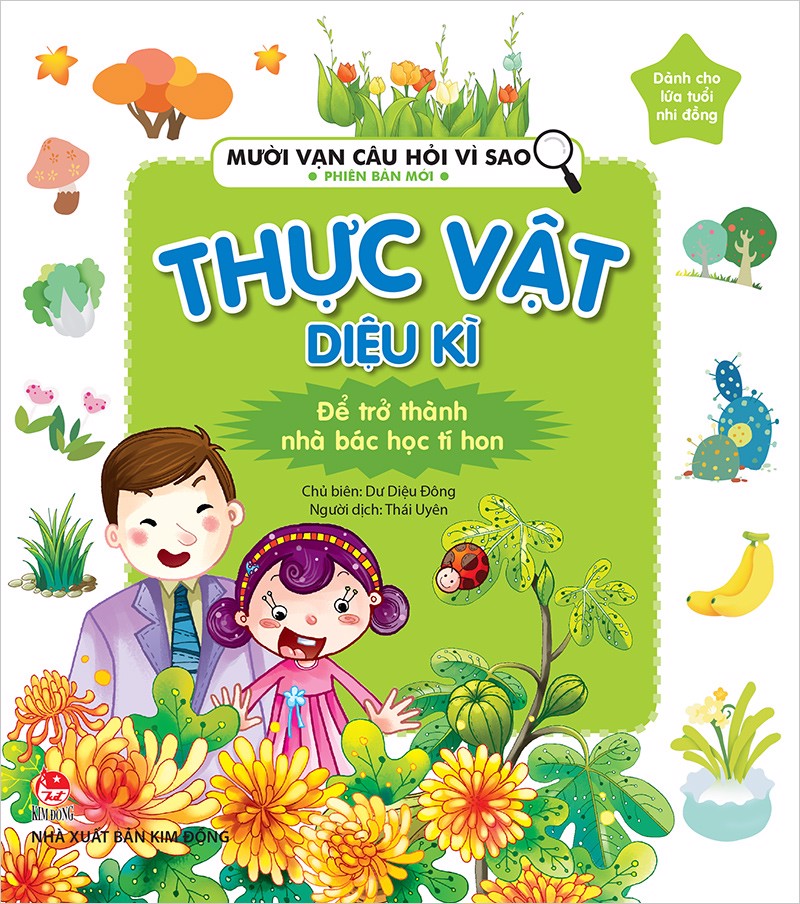 Dành cho
lứa tuổi
nhi đồng
MƯỜI VẠN CÂU HỎI VÌ SAO
• PHIÊN BẢN MỚI •
THỰC VẬT
DIỆU KÌ
Để trở thành
nhà bác học tí hon
Chủ biên: Dư Diệu Đông
Người dịch: Thái Uyên
KIM ĐỒNG
NHÀ XUẤT BẢN KIM ĐỒNG